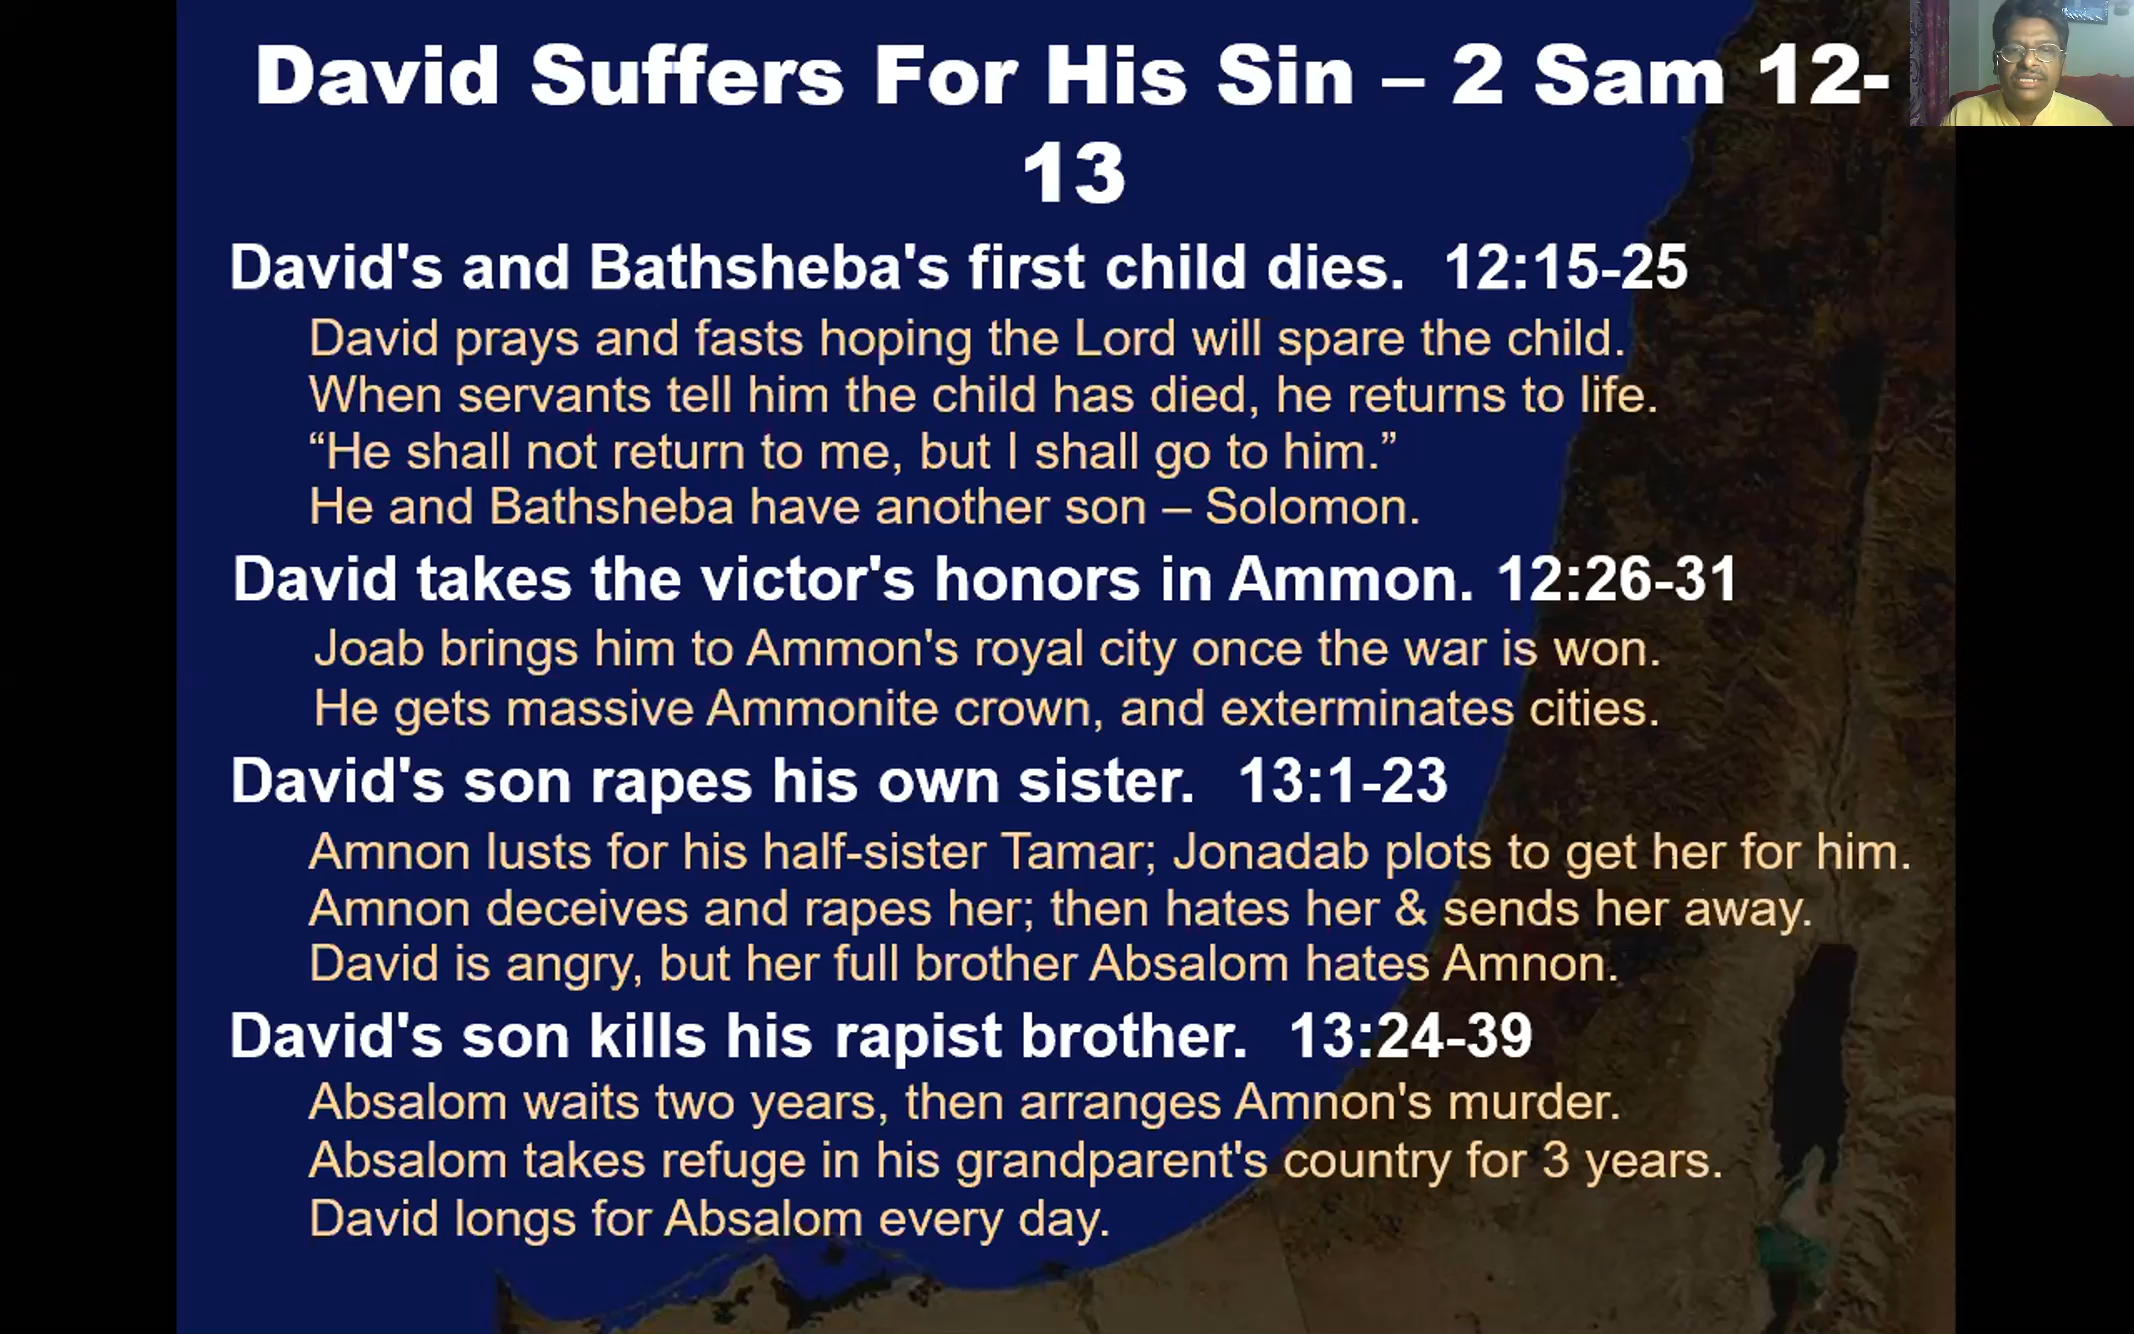 David Suffers For His Sin – 2 Sam 12-
13
David's and Bathsheba's first child dies.  12:15-25
David prays and fasts hoping the Lord will spare the child.
When servants tell him the child has died, he returns to life.
“He shall not return to me, but I shall go to him.”
He and Bathsheba have another son – Solomon.
David takes the victor's honors in Ammon. 12:26-31
Joab brings him to Ammon's royal city once the war is won.
He gets massive Ammonite crown, and exterminates cities.
David's son rapes his own sister.  13:1-23
Amnon lusts for his half-sister Tamar; Jonadab plots to get her for him.
Amnon deceives and rapes her; then hates her & sends her away.
David is angry, but her full brother Absalom hates Amnon.
David's son kills his rapist brother.  13:24-39
Absalom waits two years, then arranges Amnon's murder.
Absalom takes refuge in his grandparent's country for 3 years.
David longs for Absalom every day.